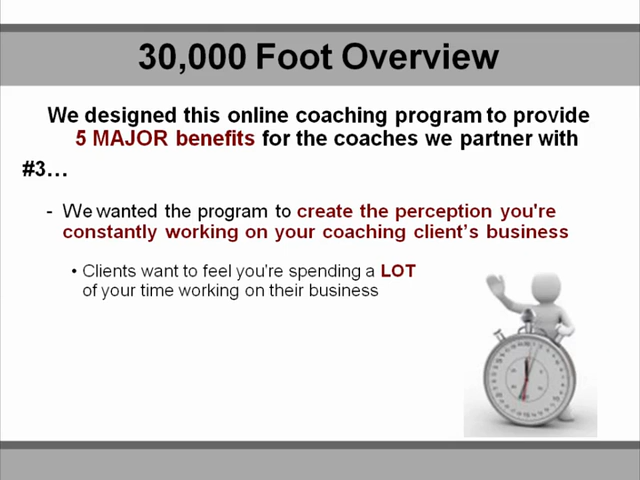 30,000 Foot Overview
We designed this online coaching program to provide
5 MAJOR benefits for the coaches we partner with
#3…
- We wanted the program to create the perception you're
constantly working on your coaching client's business
• Clients want to feel you're spending a LOT
of your time working on their business